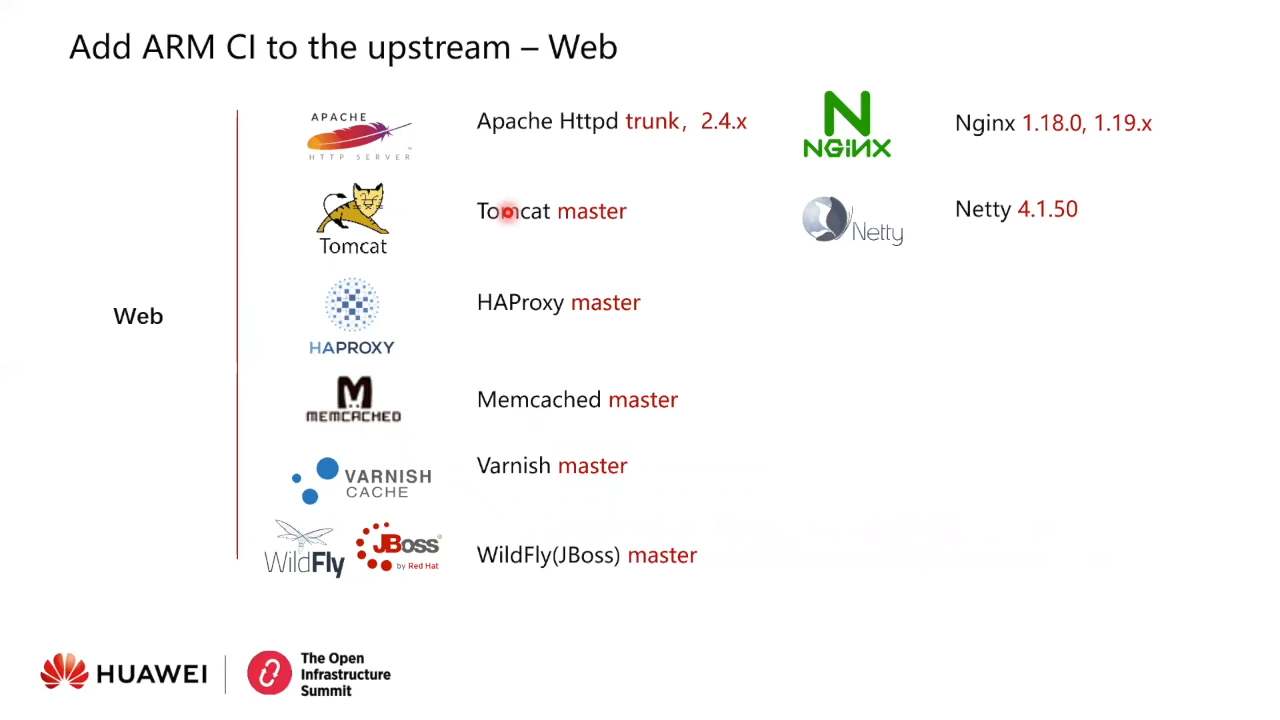 Add ARM CI to the upstream – Web
Web
APACHE
HTTP SERVER
Apache Httpd trunk， 2.4.x
NGINX
Nginx 1.18.0, 1.19.x
Tomcat
Tomcat master
Netty
Netty 4.1.50
HAPROXY
HAProxy master
MEMCACHED
Memcached master
VARNISH
CACHE
Varnish master
WildFly
JBoss
by Red Hat
WildFly(JBoss) master
HUAWEI
The Open
Infrastructure
Summit